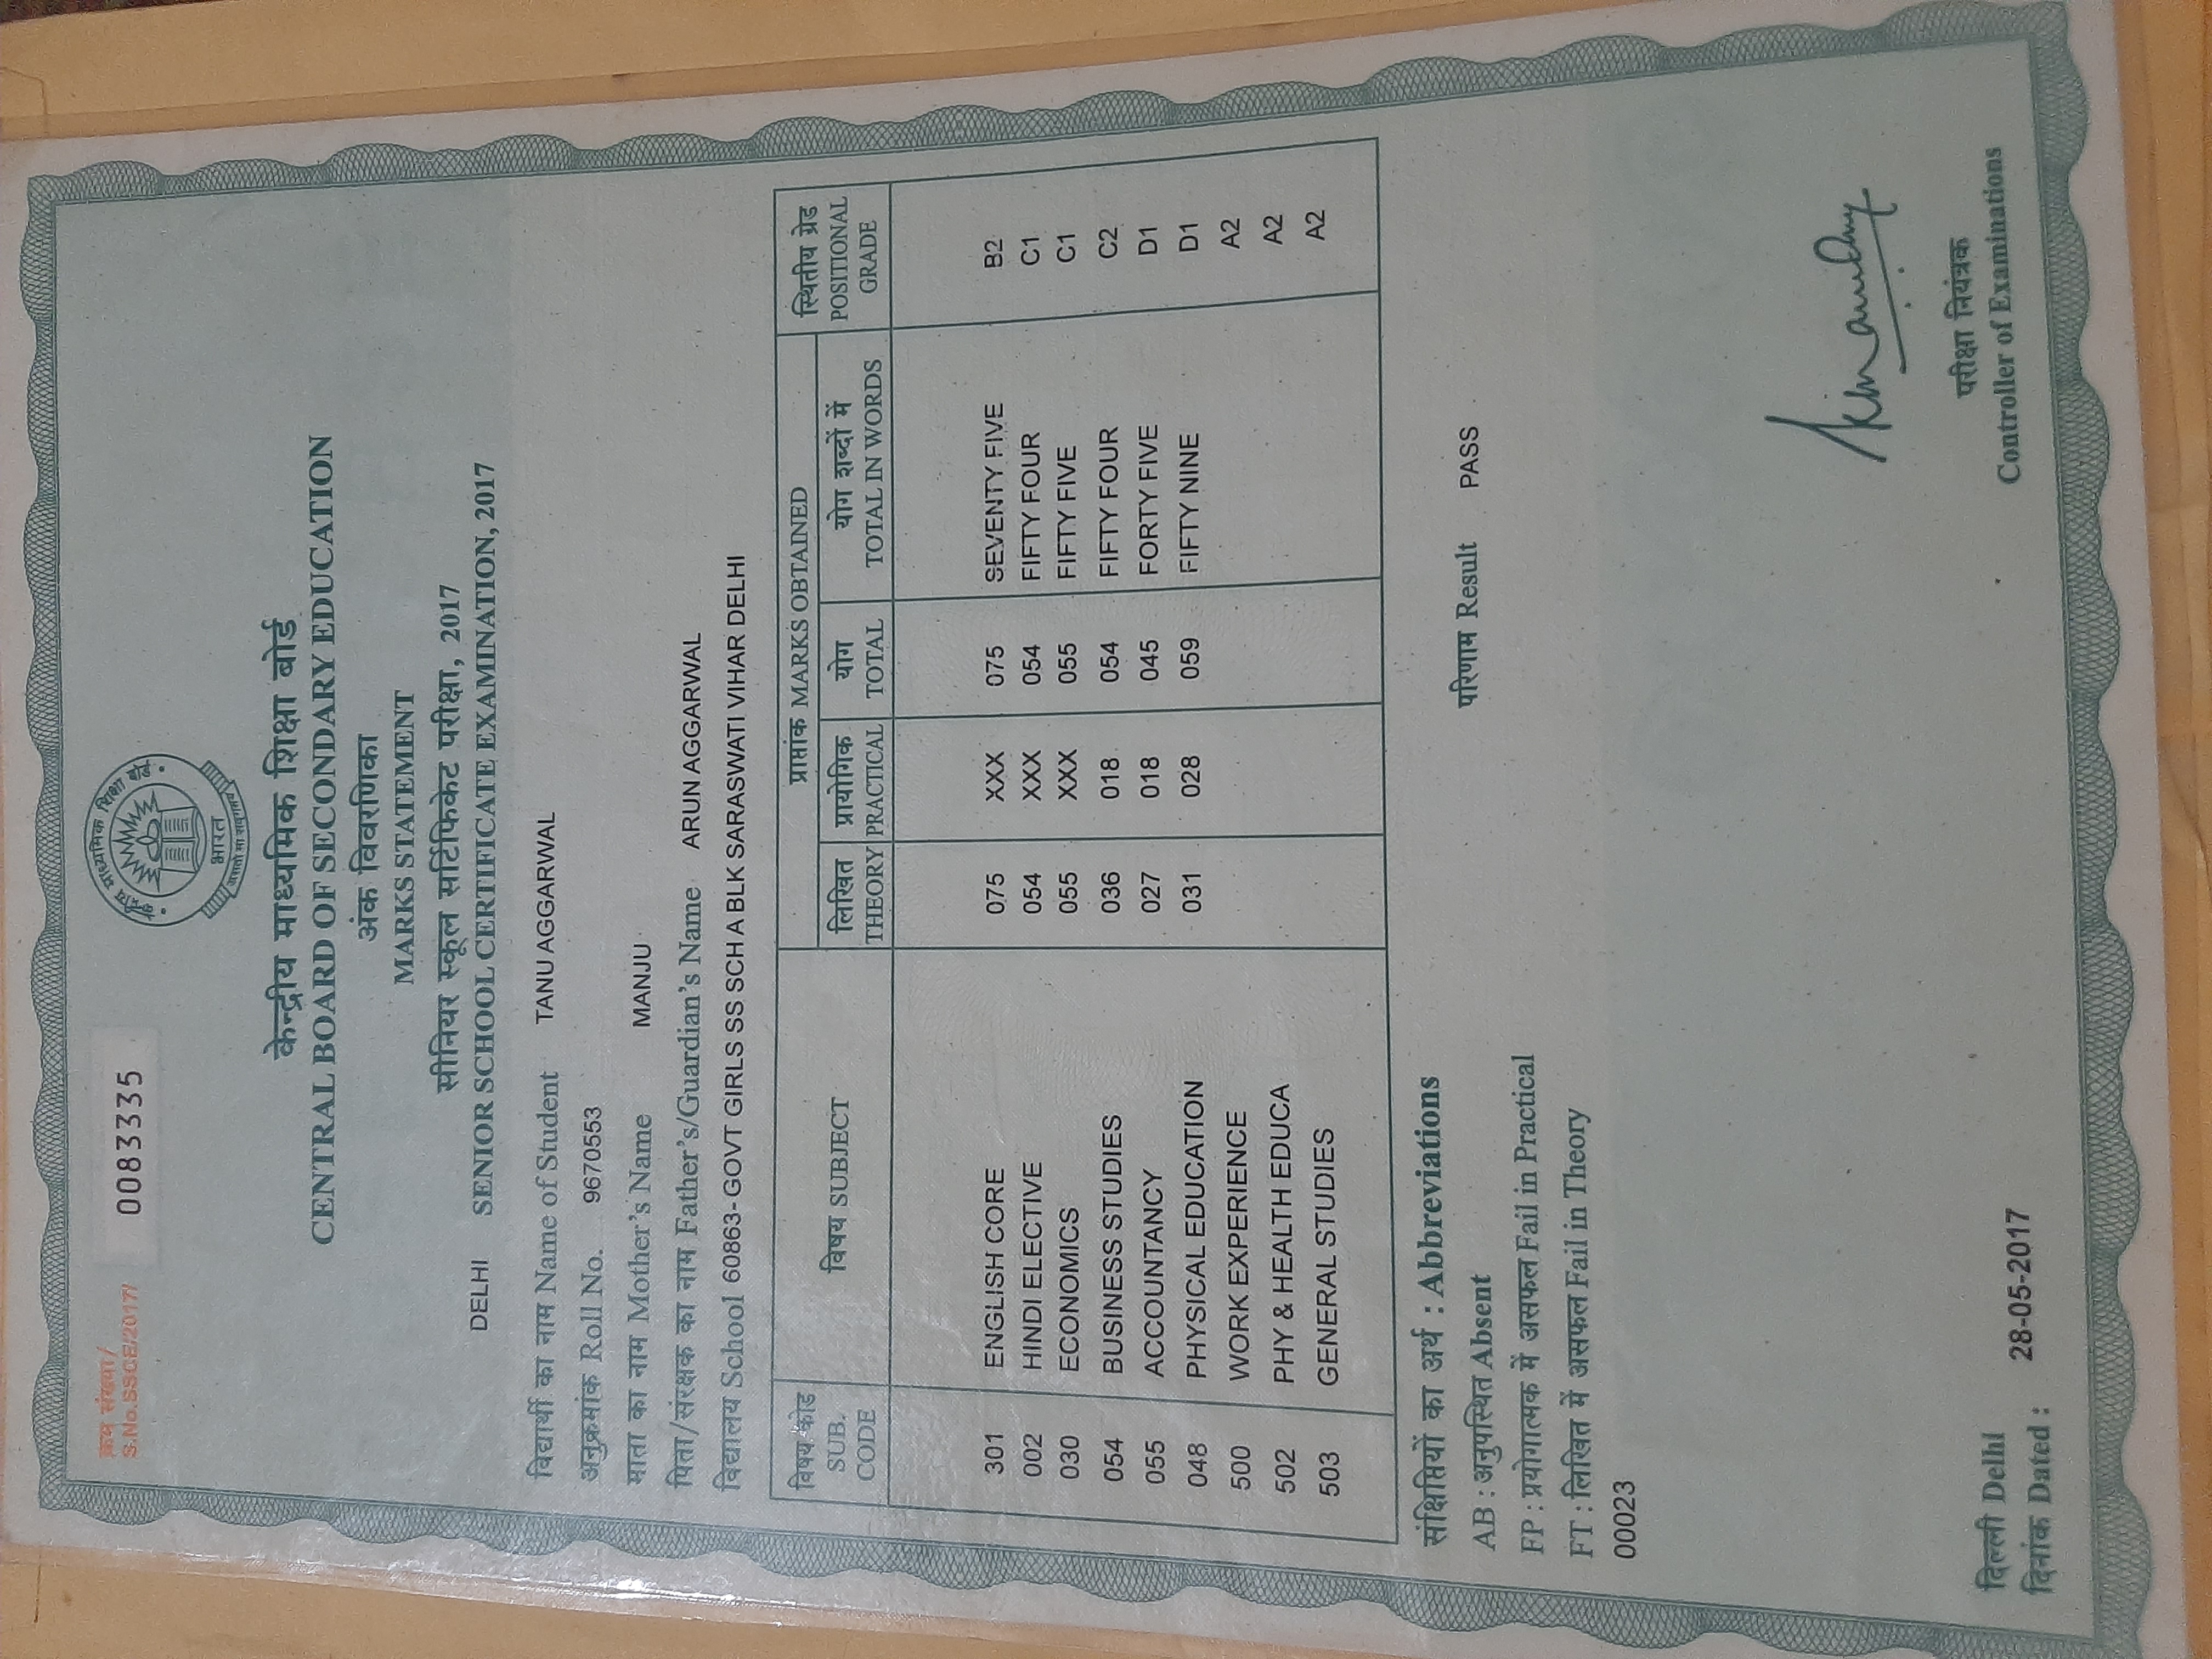 क्रम संख्या/
S.No.SSCE/2017/ 0083335
केन्द्रीय माध्यमिक शिक्षा बोर्ड
भारत
असतो मा सद्गमय
केन्द्रीय माध्यमिक शिक्षा बोर्ड
CENTRAL BOARD OF SECONDARY EDUCATION
अंक विवरणिका
MARKS STATEMENT
सीनियर स्कूल सर्टिफिकेट परीक्षा, 2017
DELHI SENIOR SCHOOL CERTIFICATE EXAMINATION, 2017
विद्यार्थी का नाम Name of Student TANU AGGARWAL
अनुक्रमांक Roll No. 9670553
माता का नाम Mother's Name MANJU
पिता/संरक्षक का नाम Father's/Guardian's Name ARUN AGGARWAL
विद्यालय School 60863- GOVT GIRLS SS SCH A BLK SARASWATI VIHAR DELHI
विषय कोड SUB. CODE विषय SUBJECT प्राप्तांक MARKS OBTAINED स्थितीय ग्रेड POSITIONAL GRADE
लिखित THEORY प्रायोगिक PRACTICAL योग TOTAL योग शब्दों में TOTAL IN WORDS
301 ENGLISH CORE 075 XXX 075 SEVENTY FIVE B2
002 HINDI ELECTIVE 054 XXX 054 FIFTY FOUR C1
030 ECONOMICS 055 XXX 055 FIFTY FIVE C1
054 BUSINESS STUDIES 036 018 054 FIFTY FOUR C2
055 ACCOUNTANCY 027 018 045 FORTY FIVE D1
048 PHYSICAL EDUCATION 031 028 059 FIFTY NINE D1
500 WORK EXPERIENCE A2
502 PHY & HEALTH EDUCA A2
503 GENERAL STUDIES A2
संक्षिप्तियों का अर्थ : Abbreviations
AB : अनुपस्थित Absent परिणाम Result PASS
FP : प्रयोगात्मक में असफल Fail in Practical
FT : लिखित में असफल Fail in Theory
00023
दिल्ली Delhi
दिनांक Dated : 28-05-2017
परीक्षा नियंत्रक
Controller of Examinations